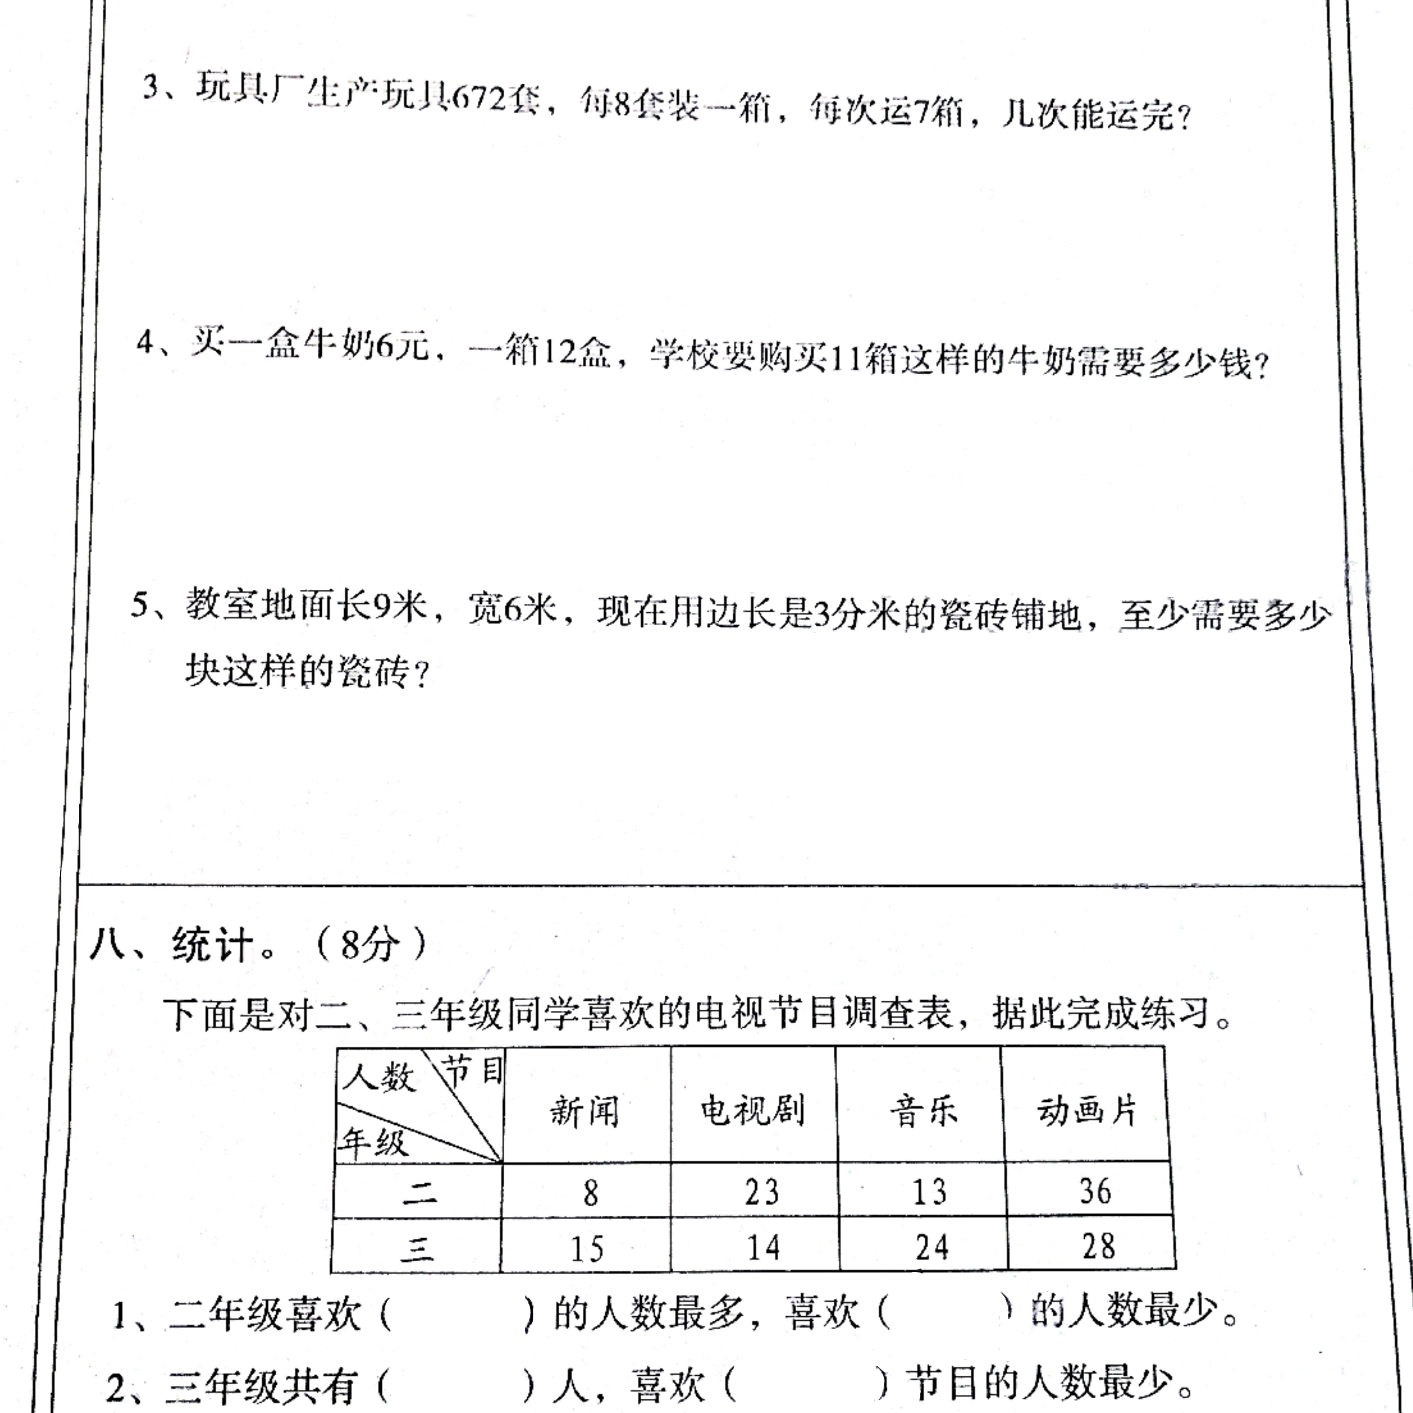 3、玩具厂生产玩具672套，每8套装一箱，每次运7箱，几次能运完？
4、买一盒牛奶6元，一箱12盒，学校要购买11箱这样的牛奶需要多少钱？
5、教室地面长9米，宽6米，现在用边长是3分米的瓷砖铺地，至少需要多少
块这样的瓷砖？
八、统计。（8分）
下面是对二、三年级同学喜欢的电视节目调查表，据此完成练习。
人数 节目 年级 新闻 电视剧 音乐 动画片
二 8 23 13 36
三 15 14 24 28
1、二年级喜欢（ ）的人数最多，喜欢（ ）的人数最少。
2、三年级共有（ ）人，喜欢（ ）节目的人数最少。